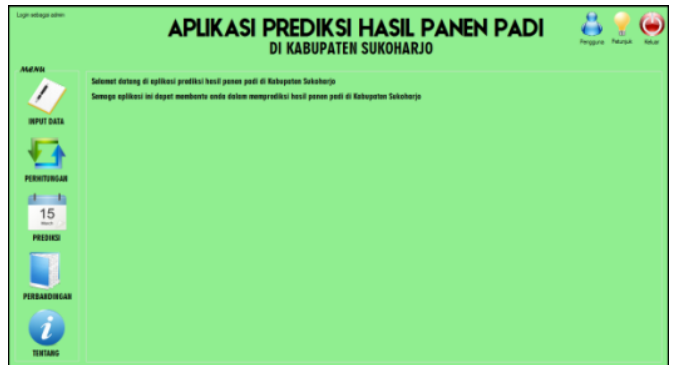 Login sebagai admin
APLIKASI PREDIKSI HASIL PANEN PADI
DI KABUPATEN SUKOHARJO
Pengguna Petunjuk Keluar
MENU
Selamat datang di aplikasi prediksi hasil panen padi di Kabupaten Sukoharjo
Semoga aplikasi ini dapat membantu anda dalam memprediksi hasil panen padi di Kabupaten Sukoharjo
INPUT DATA
PERHITUNGAN
15
March
PREDIKSI
PERBANDINGAN
i
TENTANG